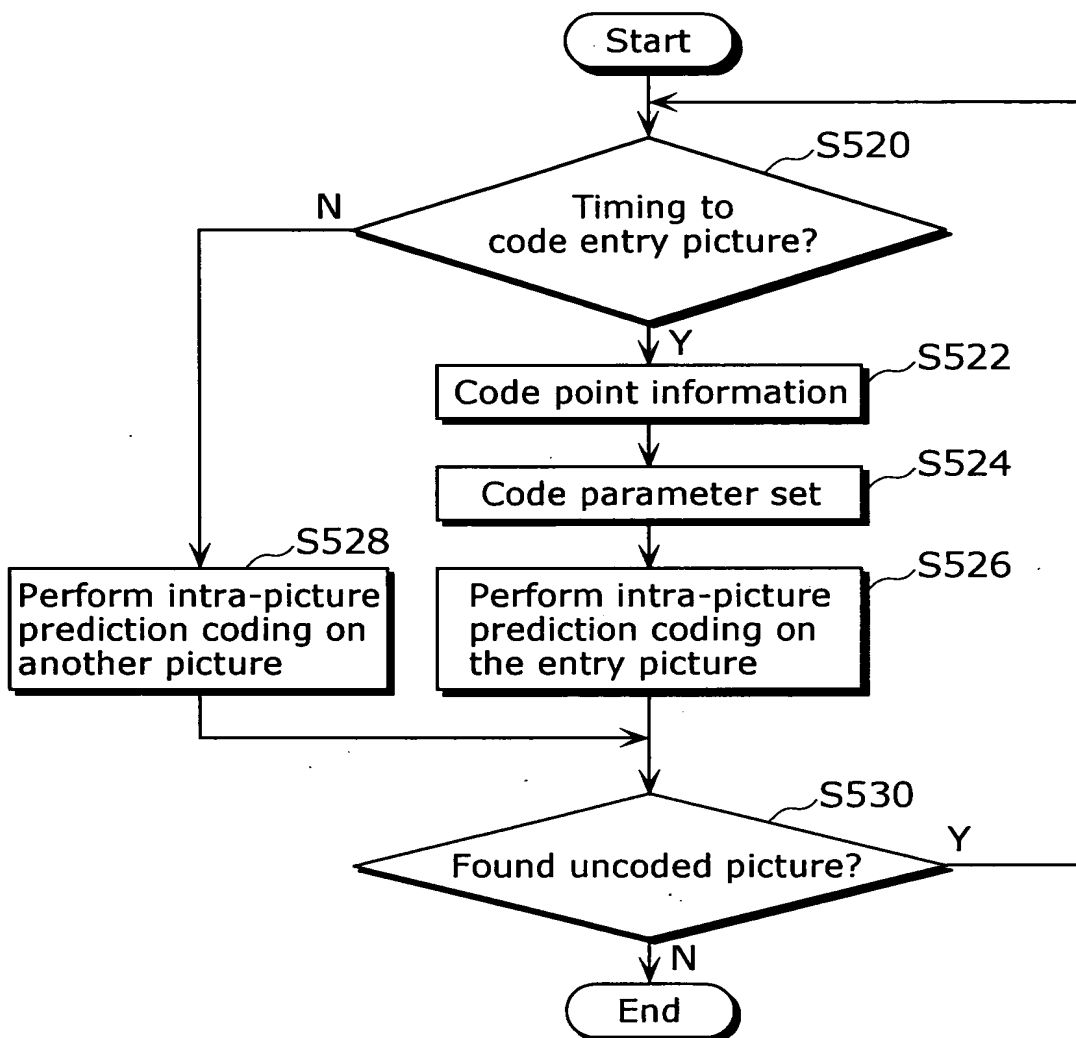 Start
S520
N
Timing to
code entry picture?
Y
S522
Code point information
S524
Code parameter set
S528
S526
Perform intra-picture
prediction coding on
another picture
Perform intra-picture
prediction coding on
the entry picture
S530
Y
Found uncoded picture?
N
End